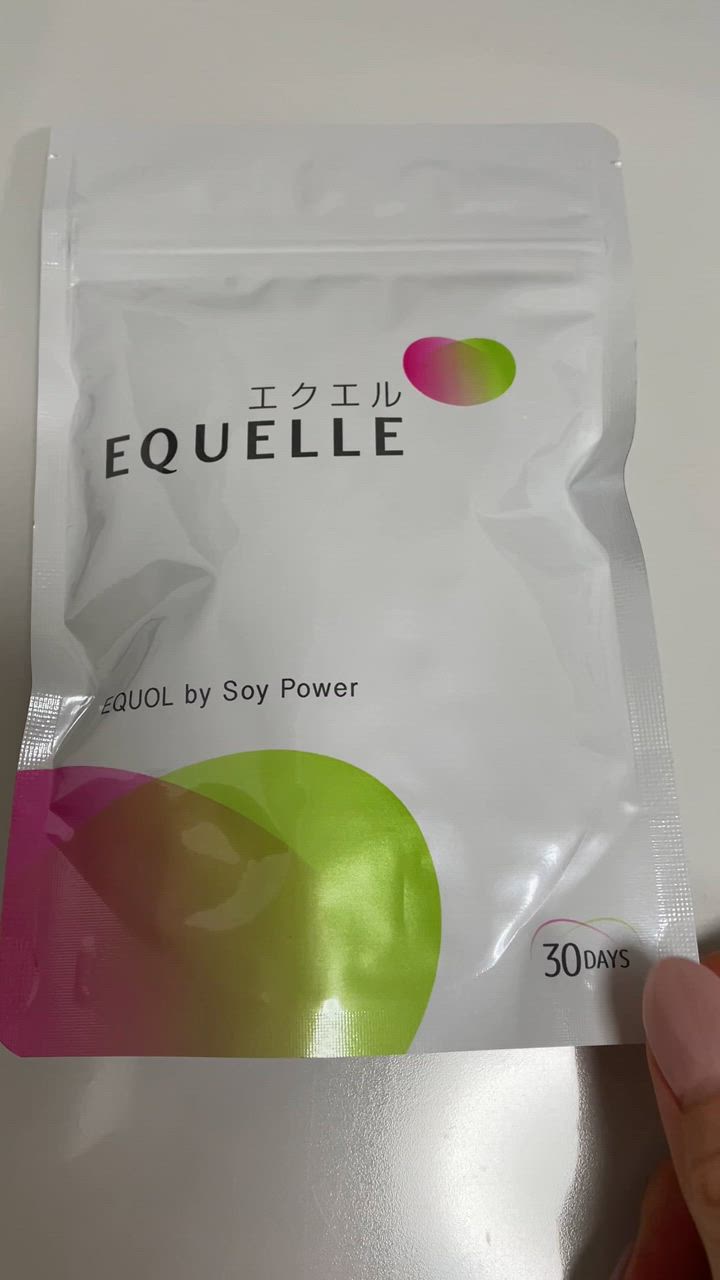 エクエル
EQUELLE
EQUOL by Soy Power
30DAYS